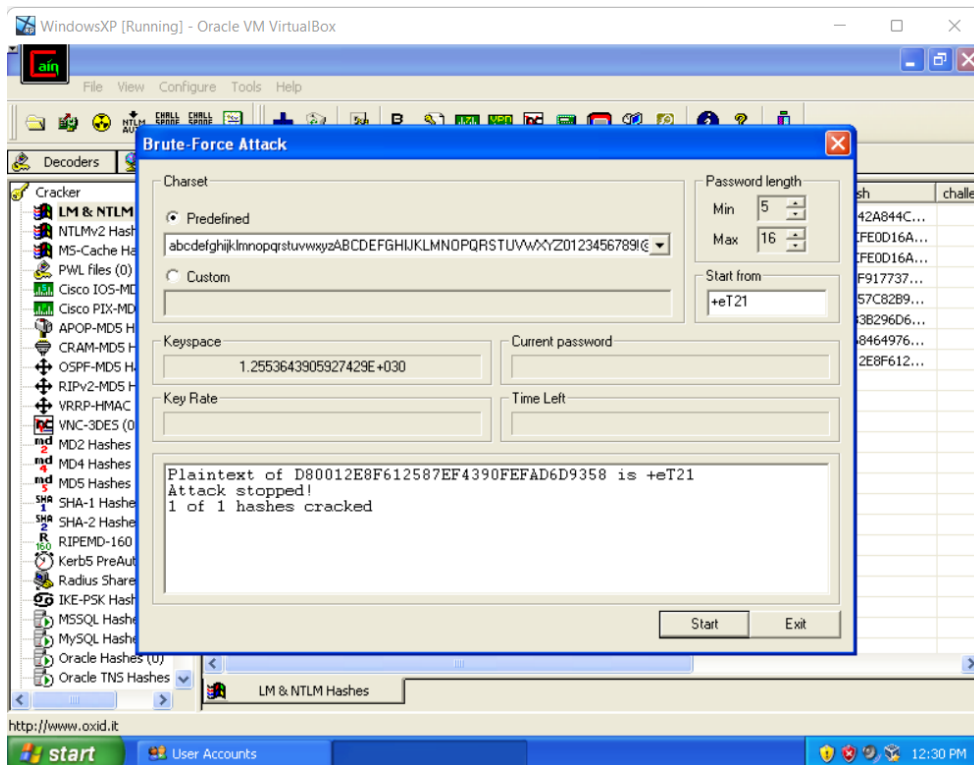 WindowsXP [Running] - Oracle VM VirtualBox
aín
File View Configure Tools Help
Decoders
Brute-Force Attack
Cracker
LM & NTLM
NTLMv2 Hash
MS-Cache Ha
PWL files (0)
Cisco IOS-MD
Cisco PIX-MD
APOP-MD5 H
CRAM-MD5 H
OSPF-MD5 Ha
RIPv2-MD5 H
VRRP-HMAC
VNC-3DES (0
MD2 Hashes
MD4 Hashes
MD5 Hashes
SHA-1 Hashe
SHA-2 Hashe
RIPEMD-160
Kerb5 PreAut
Radius Share
IKE-PSK Hash
MSSQL Hashe
MySQL Hashe
Oracle Hashes (0)
Oracle TNS Hashes
Charset
Predefined
abcdefghijklmnopqrstuvwxyzABCDEFGHIJKLMNOPQRSTUVWXYZ0123456789!@
Custom
Password length
Min 5
Max 16
Start from
+eT21
Keyspace
1.2553643905927429E+030
Current password
Key Rate
Time Left
Plaintext of D80012E8F612587EF4390FEFAD6D9358 is +eT21
Attack stopped!
1 of 1 hashes cracked
Start Exit
sh challe
42A844C...
CFE0D16A...
CFE0D16A...
F917737...
57C82B9...
3B296D6...
8464976...
2E8F612...
LM & NTLM Hashes
http://www.oxid.it
start User Accounts 12:30 PM